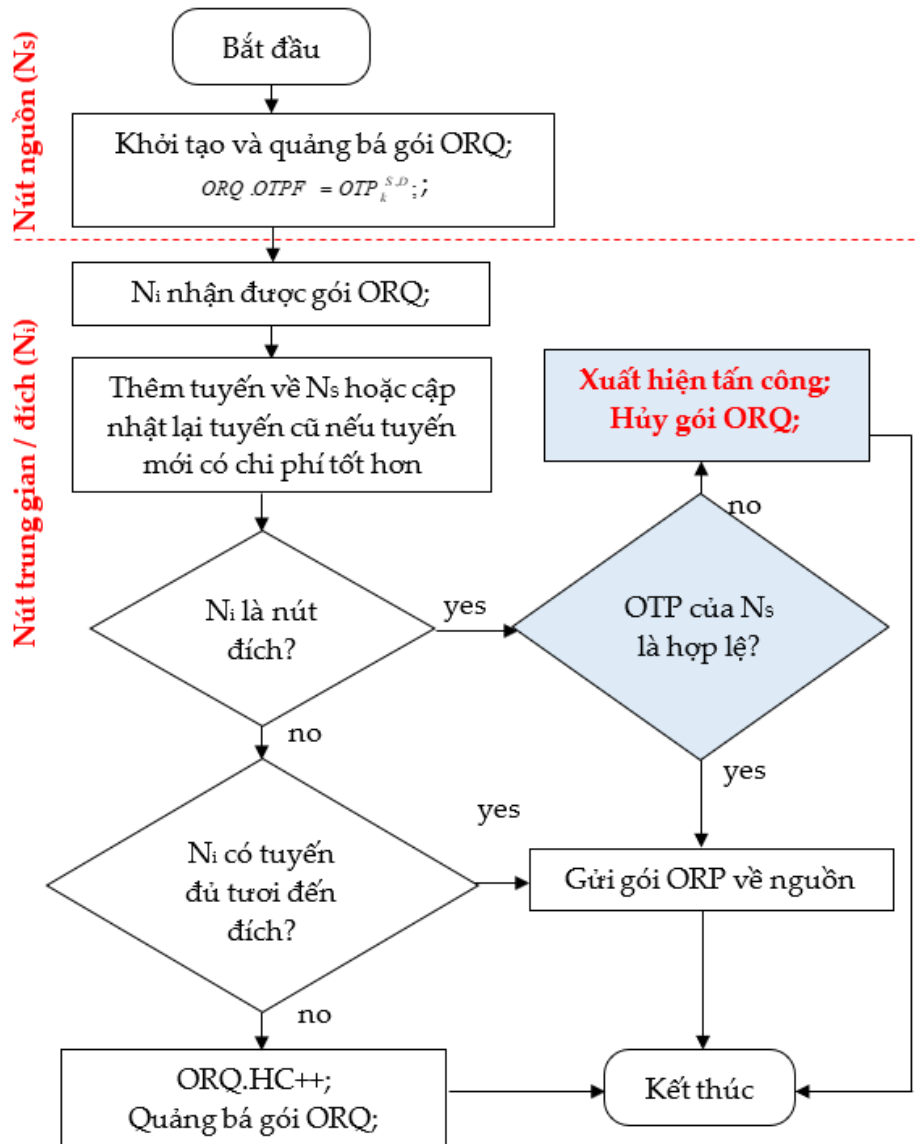 Nút nguồn (Ns)
Bắt đầu
Khởi tạo và quảng bá gói ORQ;
ORQ .OTPF = OTP_k^{S,D};;
Nút trung gian / đích (Ni)
Ni nhận được gói ORQ;
Thêm tuyến về Ns hoặc cập
nhật lại tuyến cũ nếu tuyến
mới có chi phí tốt hơn
Xuất hiện tấn công;
Hủy gói ORQ;
no
Ni là nút
đích?
yes
OTP của Ns
là hợp lệ?
no
yes
Ni có tuyến
đủ tươi đến
đích?
yes
Gửi gói ORP về nguồn
no
ORQ.HC++;
Quảng bá gói ORQ;
Kết thúc